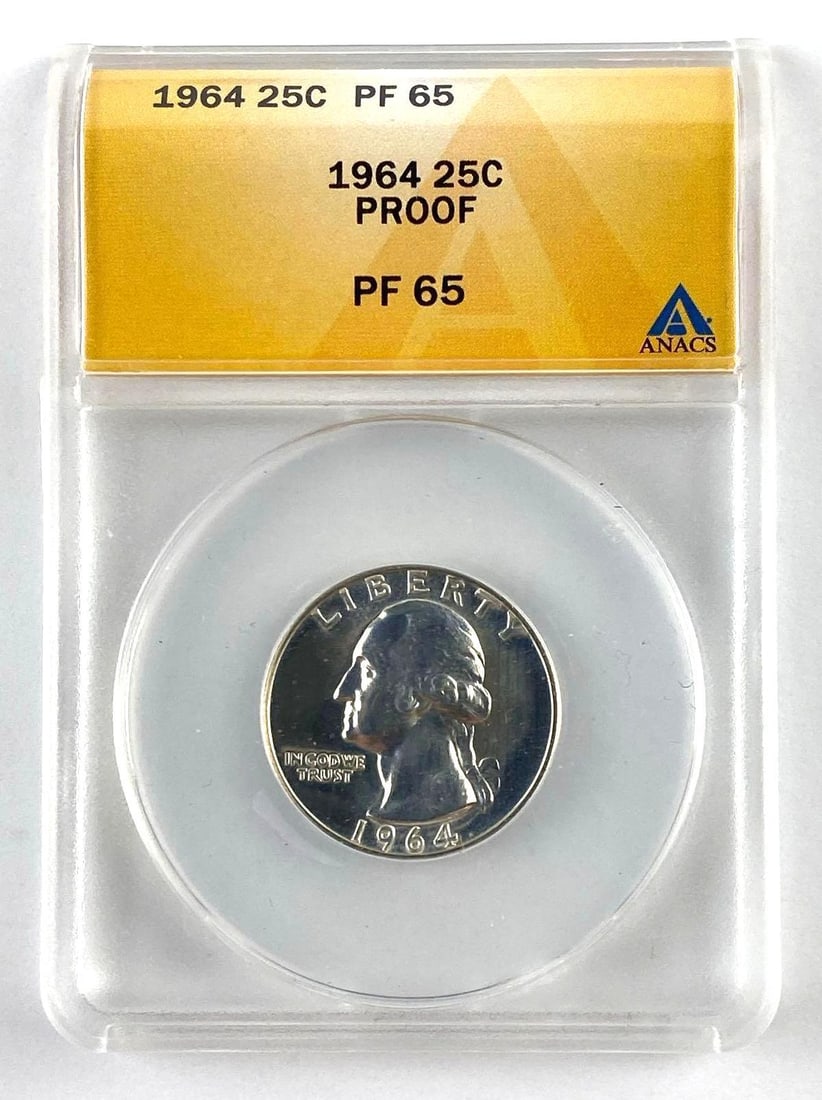 1964 25C PF 65
1964 25C
PROOF
PF 65
ANACS
LIBERTY
IN GOD WE
TRUST
1964